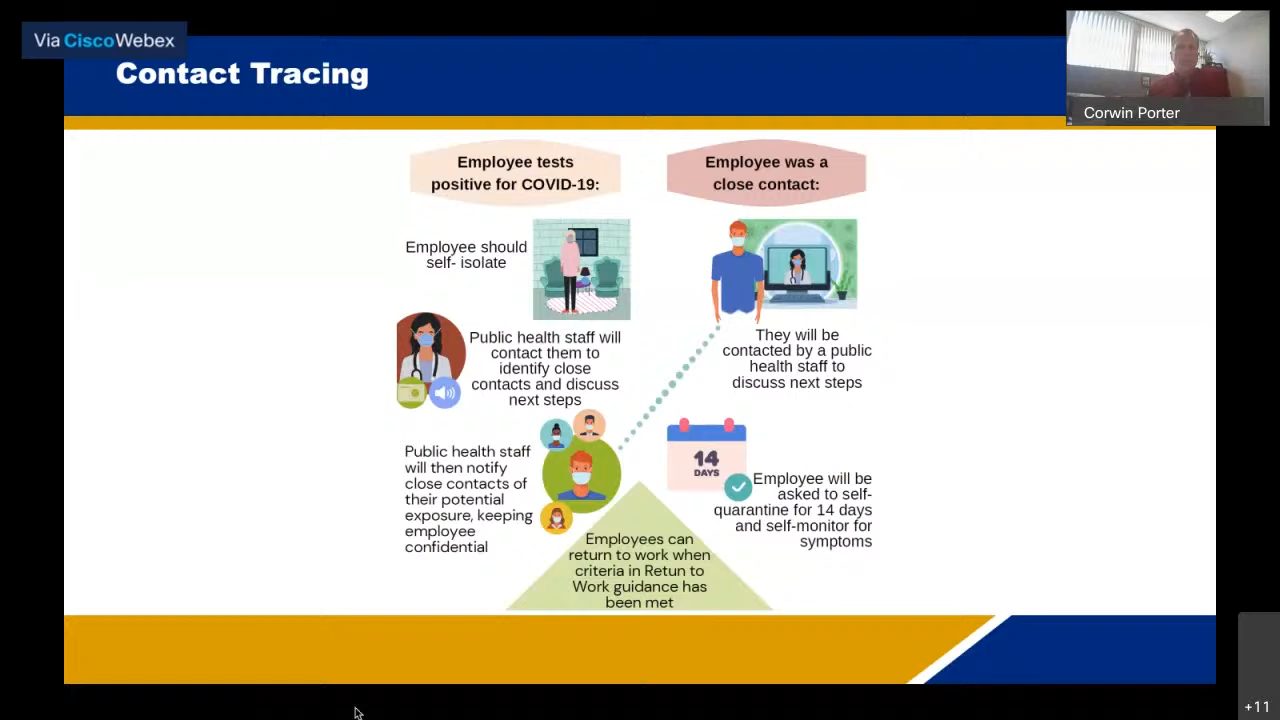 Via CiscoWebex
Contact Tracing
Corwin Porter
Employee tests
positive for COVID-19:
Employee should
self- isolate
Public health staff will
contact them to
identify close
contacts and discuss
next steps
Public health staff
will then notify
close contacts of
their potential
exposure, keeping
employee
confidential
Employee was a
close contact:
They will be
contacted by a public
health staff to
discuss next steps
14
DAYS
Employee will be
asked to self-
quarantine for 14 days
and self-monitor for
symptoms
Employees can
return to work when
criteria in Retun to
Work guidance has
been met
+11